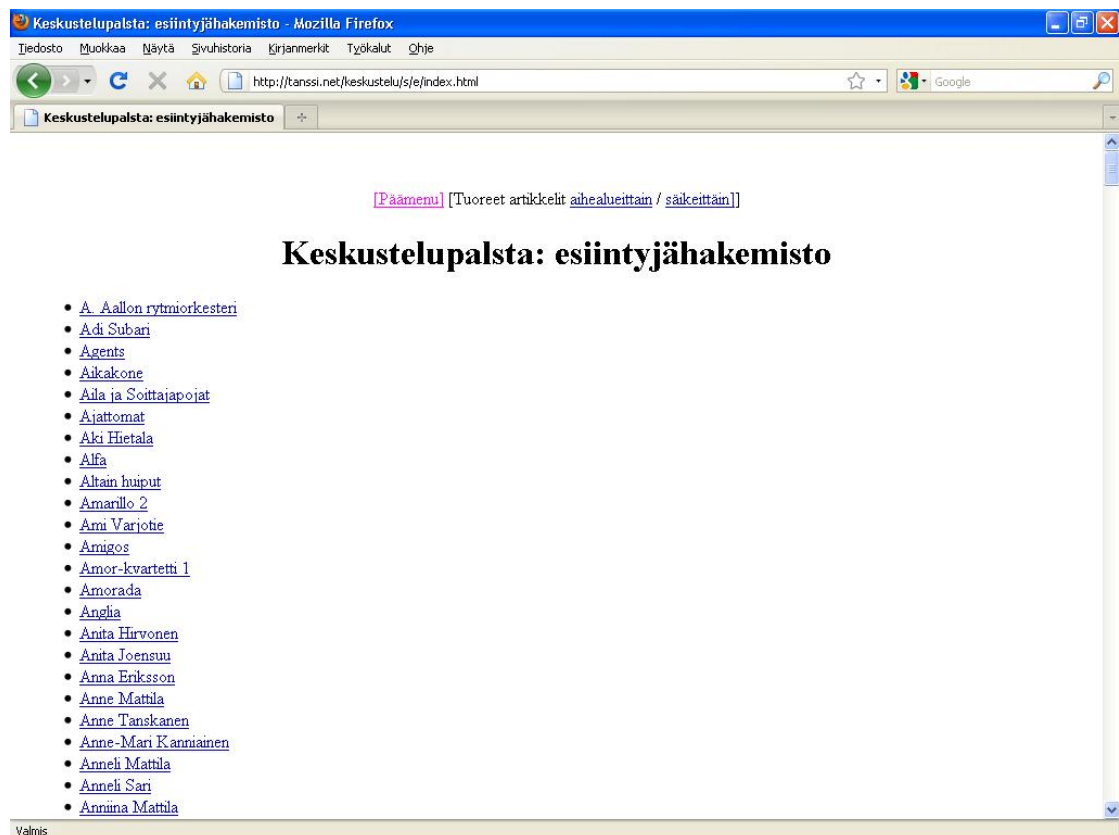 Keskustelupalsta: esiintyjähakemisto - Mozilla Firefox
Tiedosto Muokkaa Näytä Sivuhistoria Kirjanmerkit Työkalut Ohje
http://tanssi.net/keskustelu/s/e/index.html Google
Keskustelupalsta: esiintyjähakemisto
[Päämenu] [Tuoreet artikkelit aihealueittain / säikeittäin]]
Keskustelupalsta: esiintyjähakemisto
A. Aallon rytmiorkesteri
Adi Subari
Agents
Aikakone
Aila ja Soittajapojat
Ajattomat
Aki Hietala
Alfa
Altain huiput
Amarillo 2
Ami Varjotie
Amigos
Amor-kvartetti 1
Amorada
Anglia
Anita Hirvonen
Anita Joensuu
Anna Eriksson
Anne Mattila
Anne Tanskanen
Anne-Mari Kanniainen
Anneli Mattila
Anneli Sari
Anniina Mattila
Valmis